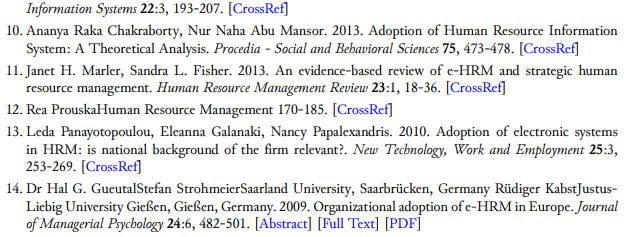 Information Systems 22:3, 193-207. [CrossRef]
10. Ananya Raka Chakraborty, Nur Naha Abu Mansor. 2013. Adoption of Human Resource Information
System: A Theoretical Analysis. Procedia - Social and Behavioral Sciences 75, 473-478. [CrossRef]
11. Janet H. Marler, Sandra L. Fisher. 2013. An evidence-based review of e-HRM and strategic human
resource management. Human Resource Management Review 23:1, 18-36. [CrossRef]
12. Rea ProuskaHuman Resource Management 170-185. [CrossRef]
13. Leda Panayotopoulou, Eleanna Galanaki, Nancy Papalexandris. 2010. Adoption of electronic systems
in HRM: is national background of the firm relevant?. New Technology, Work and Employment 25:3,
253-269. [CrossRef]
14. Dr Hal G. GueutalStefan StrohmeierSaarland University, Saarbrücken, Germany Rüdiger KabstJustus-
Liebig University Gießen, Gießen, Germany. 2009. Organizational adoption of e-HRM in Europe. Journal
of Managerial Psychology 24:6, 482-501. [Abstract] [Full Text] [PDF]